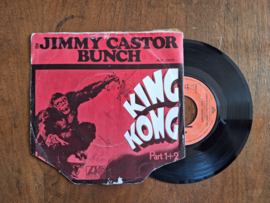 JIMMY CASTOR
BUNCH
KING
KONG
Part 1+2